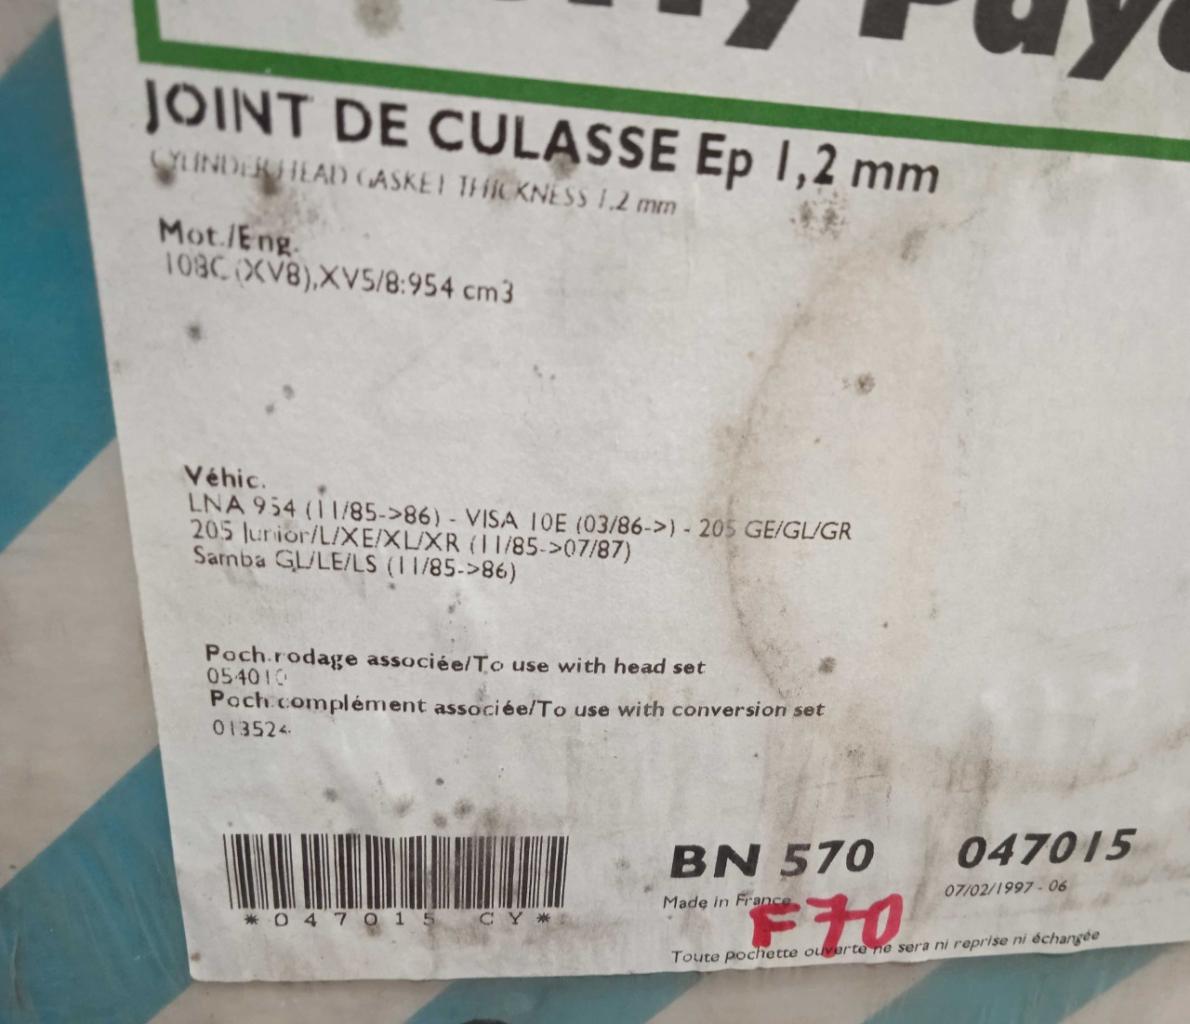 JOINT DE CULASSE Ep 1,2 mm
CYLINDER HEAD GASKET THICKNESS 1.2 mm
Mot./Eng.
108C (XV8),XV5/8:954 cm3
Véhic.
LNA 954 (11/85->86) - VISA 10E (03/86->) - 205 GE/GL/GR
205 Junior/L/XE/XL/XR (11/85->07/87)
Samba GL/LE/LS (11/85->86)
Poch.rodage associée/To use with head set
Poch.complément associée/To use with conversion set
013524
*047015 CY*
BN 570 047015
Made in France 07/02/1997 - 06
F70
Toute pochette ouverte ne sera ni reprise ni échangée